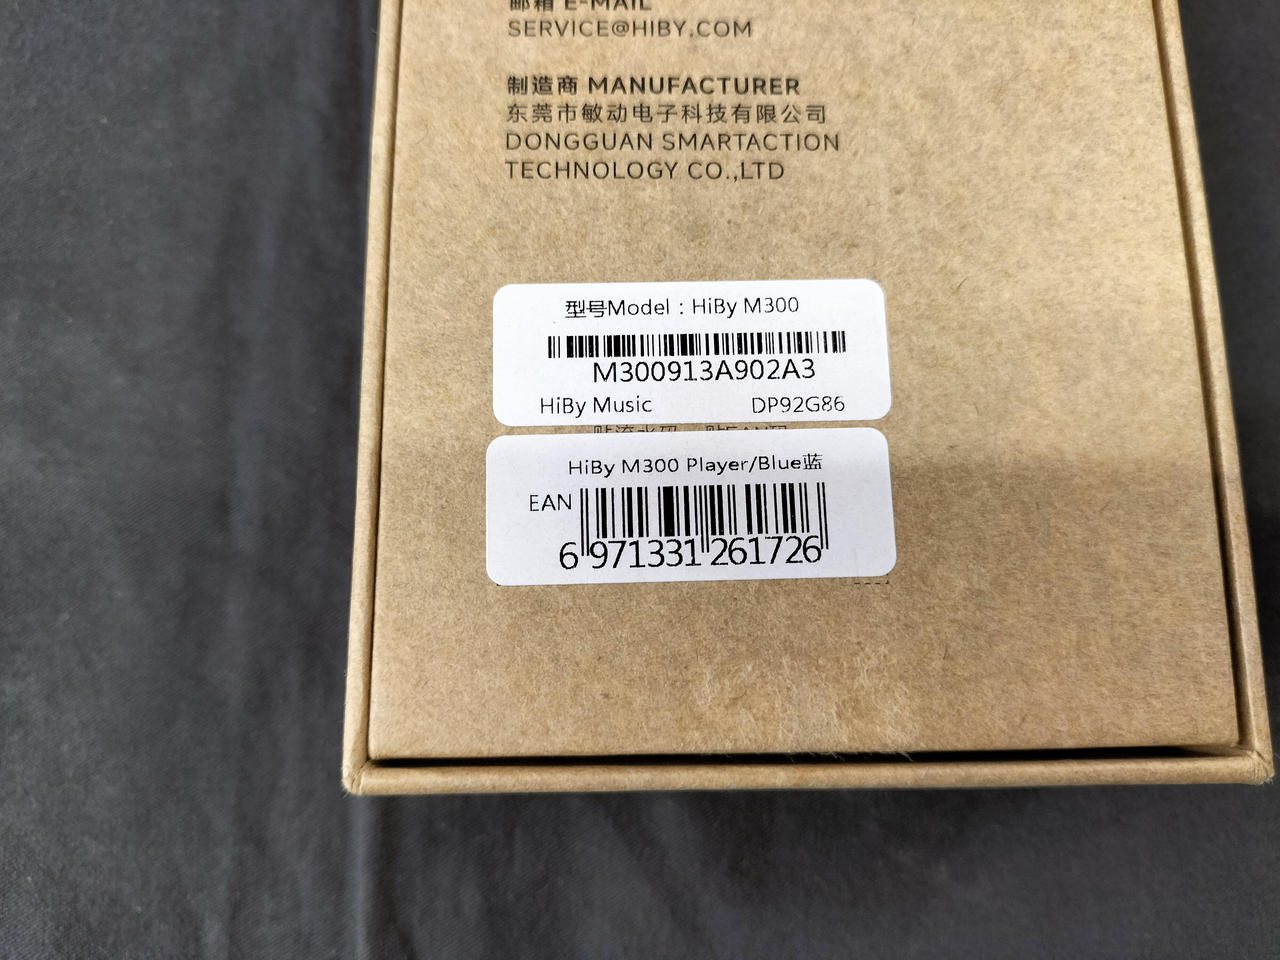 邮箱 E-MAIL
SERVICE@HIBY.COM
制造商 MANUFACTURER
东莞市敏动电子科技有限公司
DONGGUAN SMARTACTION
TECHNOLOGY CO.,LTD
型号Model : HiBy M300
M300913A902A3
HiBy Music DP92G86
HiBy M300 Player/Blue蓝
EAN
6 971331 261726